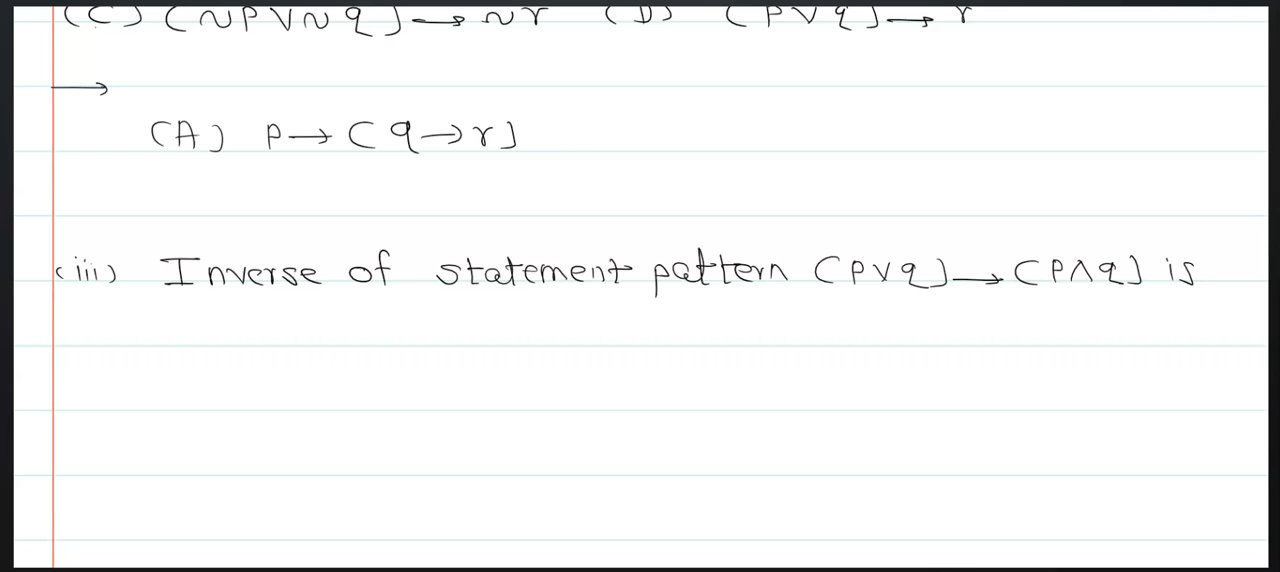 (C) (~p∨~q)→~r (D) (p∨q)→r
→
(A) p→(q→r)
(iii) Inverse of statement pattern (p∨q)→(p∧q) is